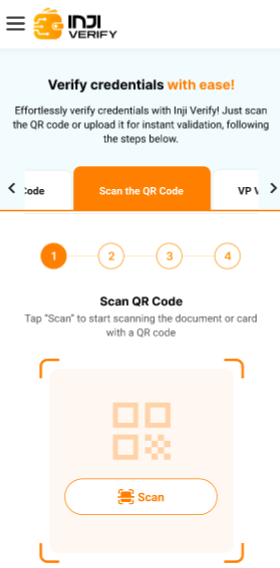 INJI
VERIFY
Verify credentials with ease!
Effortlessly verify credentials with Inji Verify! Just scan
the QR code or upload it for instant validation, following
the steps below.
Scan the QR Code
VP
1 2 3 4
Scan QR Code
Tap "Scan" to start scanning the document or card
with a QR code
Scan